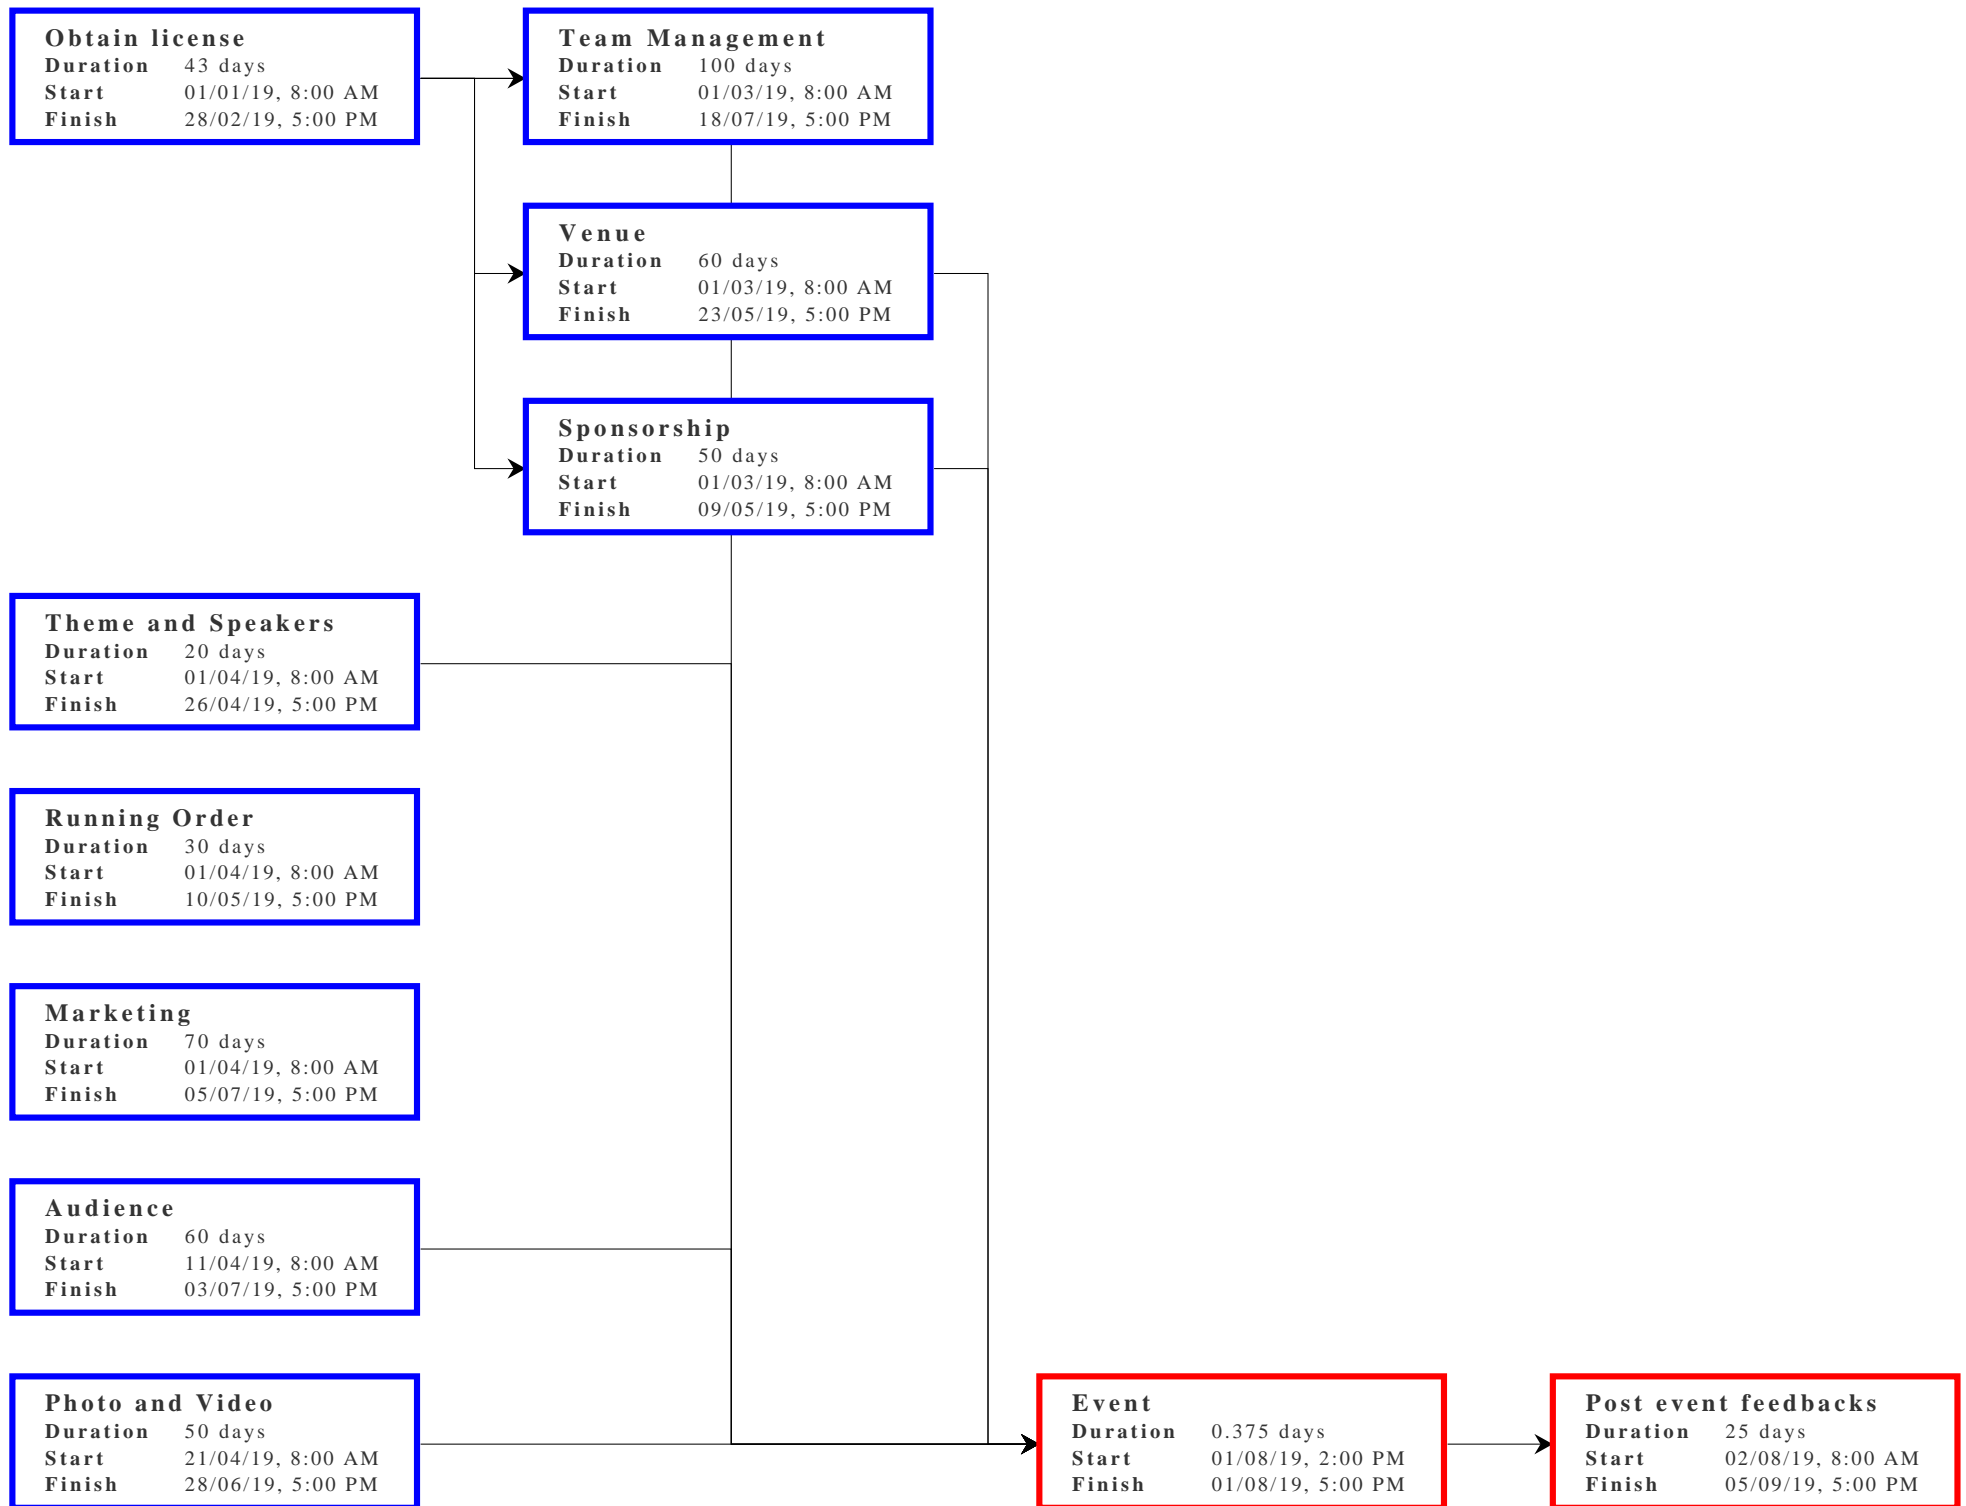 Obtain license
Duration 43 days
Start 01/01/19, 8:00 AM
Finish 28/02/19, 5:00 PM
Team Management
Duration 100 days
Start 01/03/19, 8:00 AM
Finish 18/07/19, 5:00 PM
Venue
Duration 60 days
Start 01/03/19, 8:00 AM
Finish 23/05/19, 5:00 PM
Sponsorship
Duration 50 days
Start 01/03/19, 8:00 AM
Finish 09/05/19, 5:00 PM
Theme and Speakers
Duration 20 days
Start 01/04/19, 8:00 AM
Finish 26/04/19, 5:00 PM
Running Order
Duration 30 days
Start 01/04/19, 8:00 AM
Finish 10/05/19, 5:00 PM
Marketing
Duration 70 days
Start 01/04/19, 8:00 AM
Finish 05/07/19, 5:00 PM
Audience
Duration 60 days
Start 11/04/19, 8:00 AM
Finish 03/07/19, 5:00 PM
Photo and Video
Duration 50 days
Start 21/04/19, 8:00 AM
Finish 28/06/19, 5:00 PM
Event
Duration 0.375 days
Start 01/08/19, 2:00 PM
Finish 01/08/19, 5:00 PM
Post event feedbacks
Duration 25 days
Start 02/08/19, 8:00 AM
Finish 05/09/19, 5:00 PM